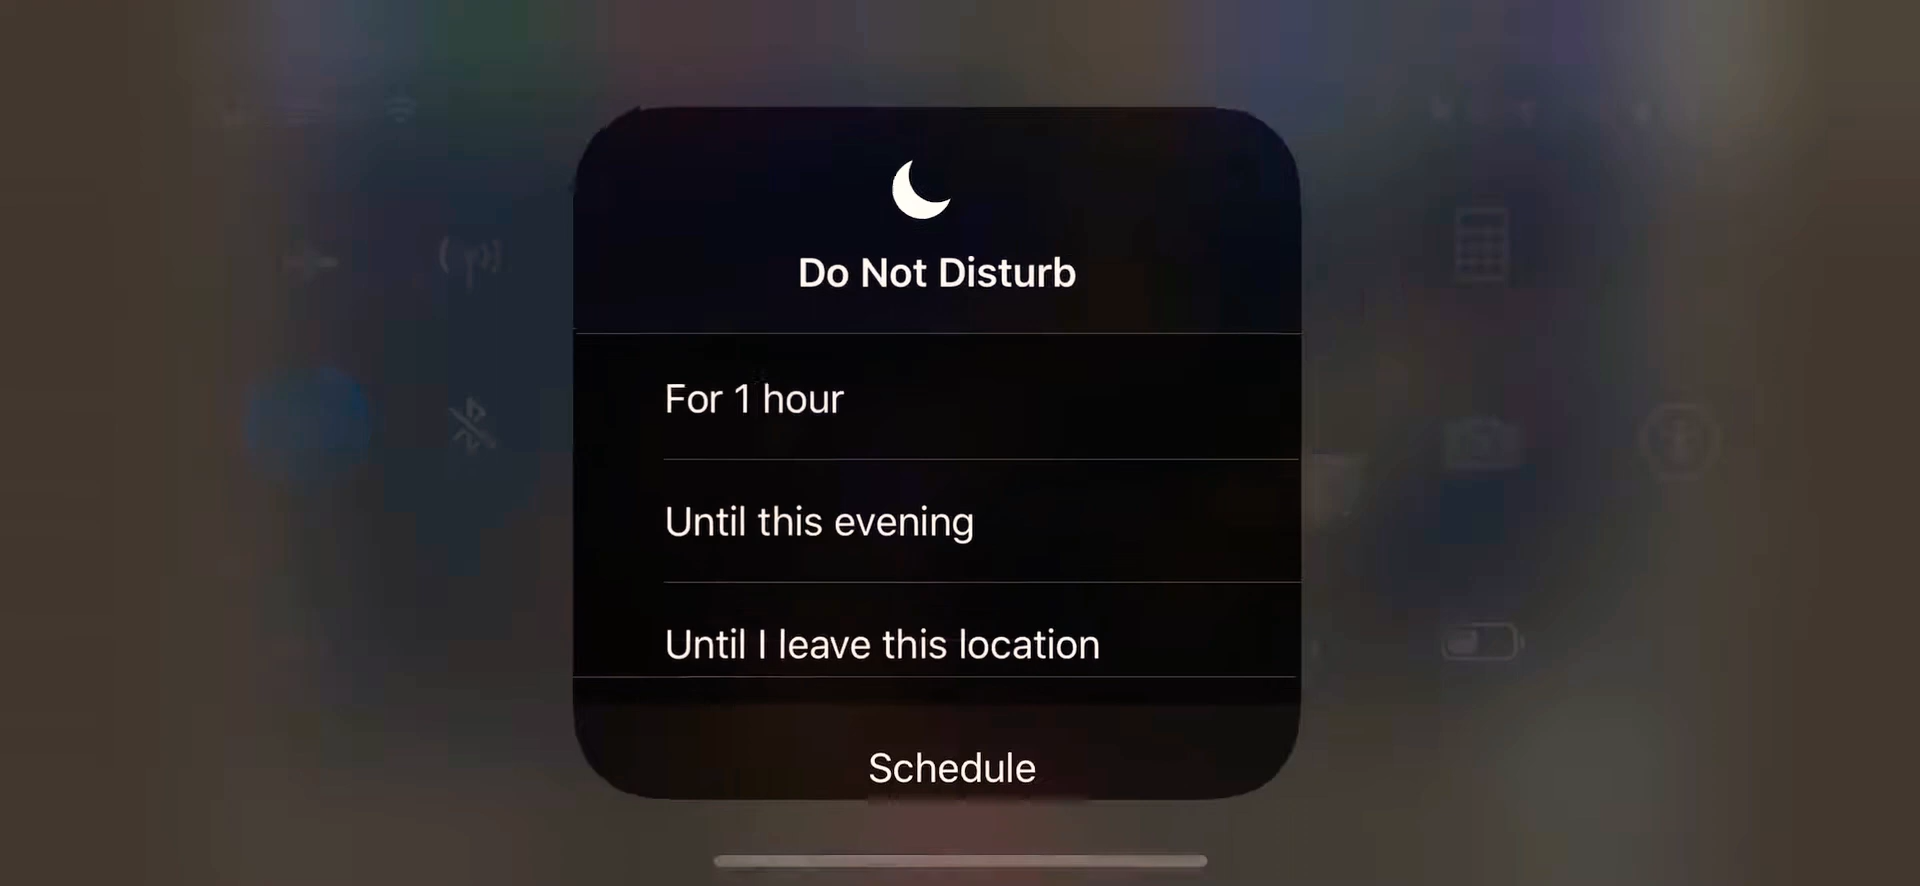 Do Not Disturb
For 1 hour
Until this evening
Until I leave this location
Schedule